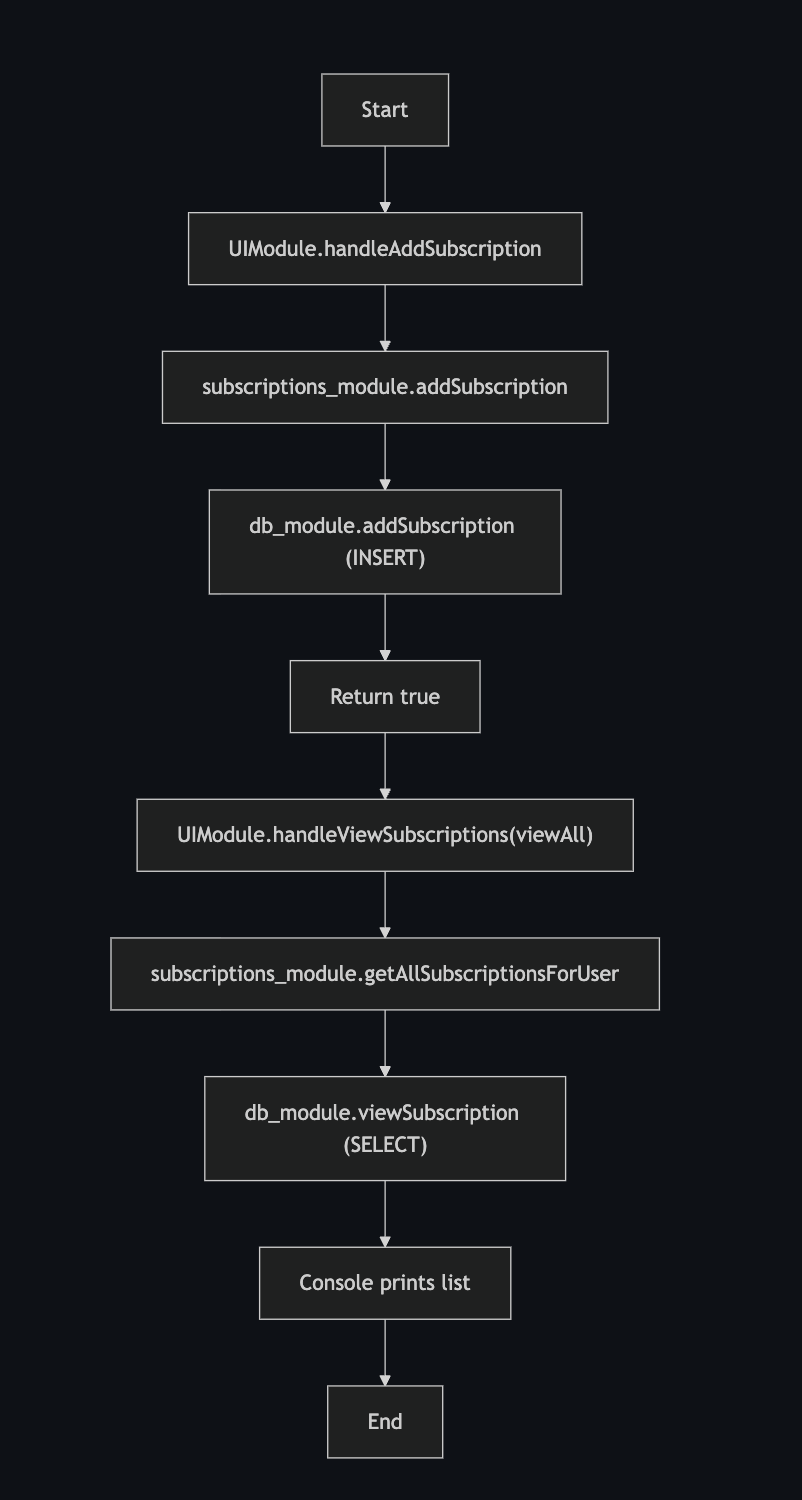 Start
UIModule.handleAddSubscription
subscriptions_module.addSubscription
db_module.addSubscription
(INSERT)
Return true
UIModule.handleViewSubscriptions(viewAll)
subscriptions_module.getAllSubscriptionsForUser
db_module.viewSubscription
(SELECT)
Console prints list
End